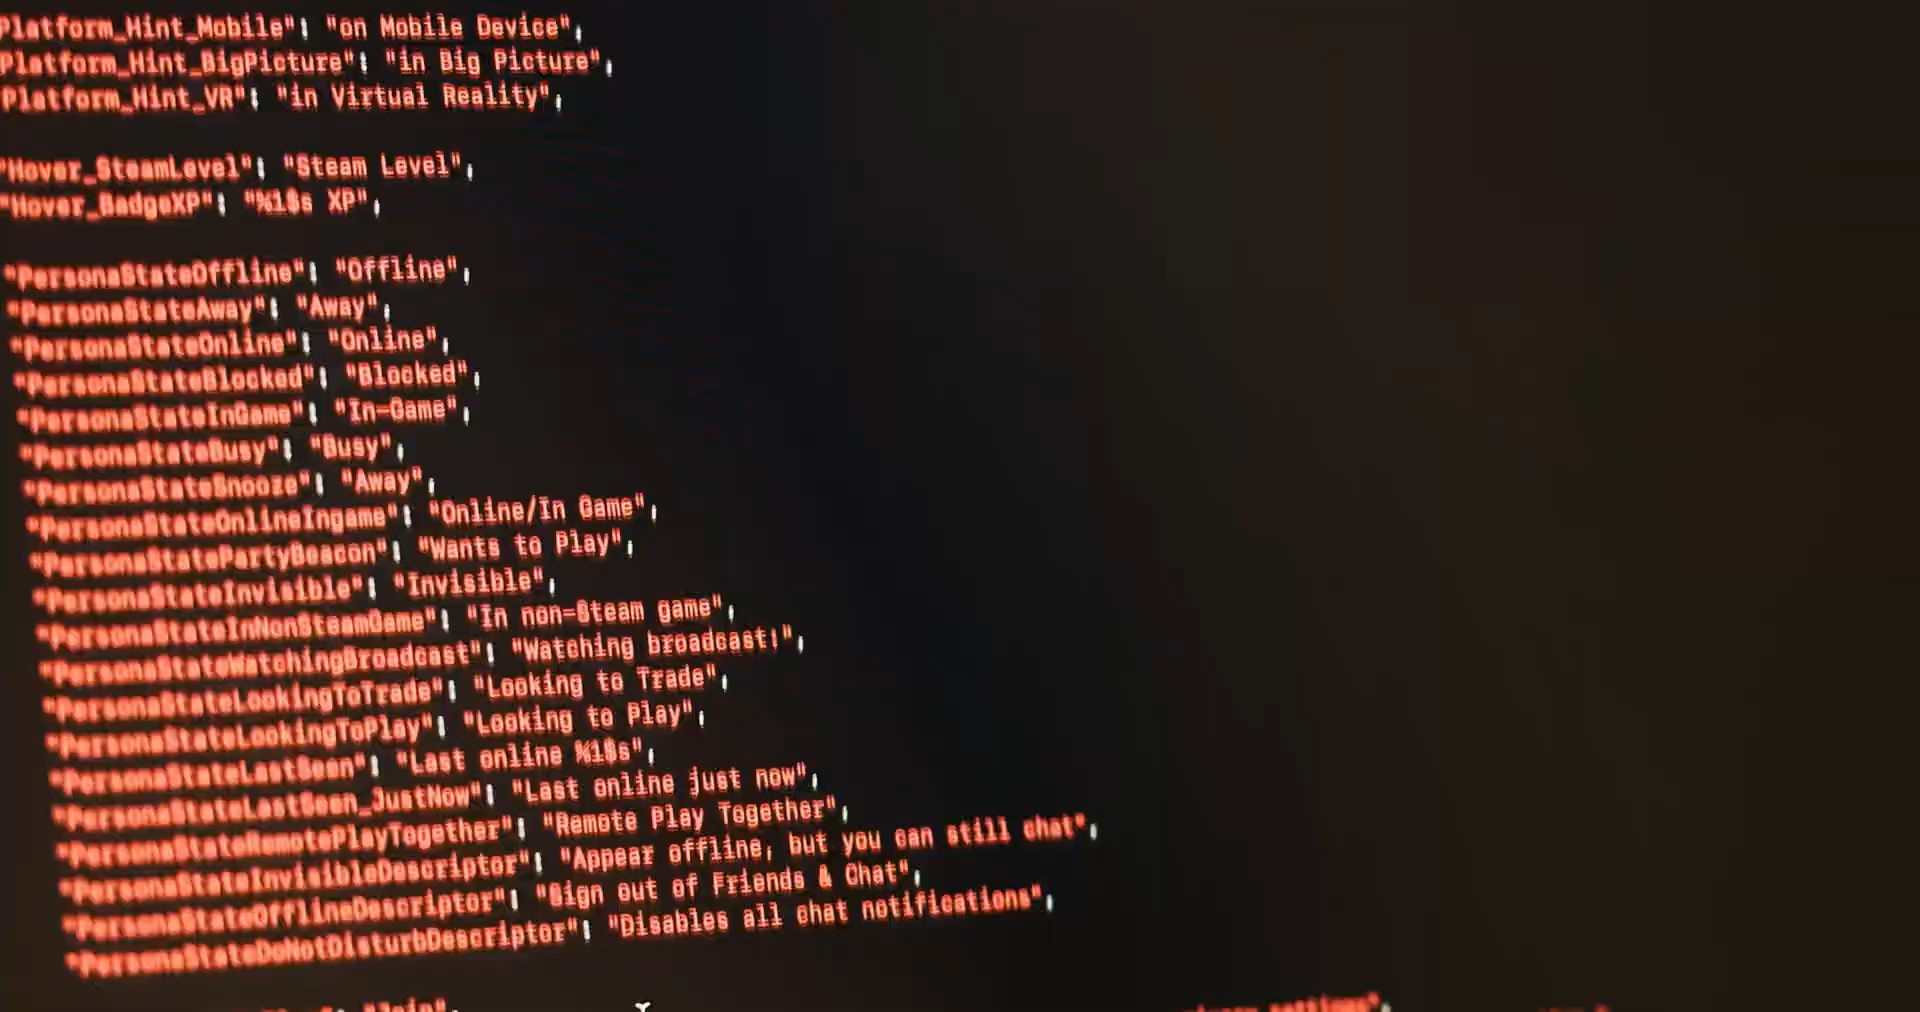 Platform_Hint_Mobile": "on Mobile Device",
Platform_Hint_BigPicture": "in Big Picture",
Platform_Hint_VR": "in Virtual Reality",
"Hover_SteamLevel": "Steam Level",
"Hover_BadgeXP": "%1$s XP",
"PersonaStateOffline": "Offline",
"PersonaStateAway": "Away",
"PersonaStateOnline": "Online",
"PersonaStateBlocked": "Blocked",
"PersonaStateInGame": "In-Game",
"PersonaStateBusy": "Busy",
"PersonaStateSnooze": "Away",
"PersonaStateOnlineIngame": "Online/In Game",
"PersonaStatePartyBeacon": "Wants to Play",
"PersonaStateInvisible": "Invisible",
"PersonaStateInNonSteamGame": "In non-Steam game",
"PersonaStateWatchingBroadcast": "Watching broadcast!",
"PersonaStateLookingToTrade": "Looking to Trade",
"PersonaStateLookingToPlay": "Looking to Play",
"PersonaStateLastSeen": "Last online %1$s",
"PersonaStateLastSeen_JustNow": "Last online just now",
"PersonaStateRemotePlayTogether": "Remote Play Together",
"PersonaStateInvisibleDescriptor": "Appear offline, but you can still chat",
"PersonaStateOfflineDescriptor": "Sign out of Friends & Chat",
"PersonaStateDoNotDisturbDescriptor": "Disables all chat notifications",
"Join",